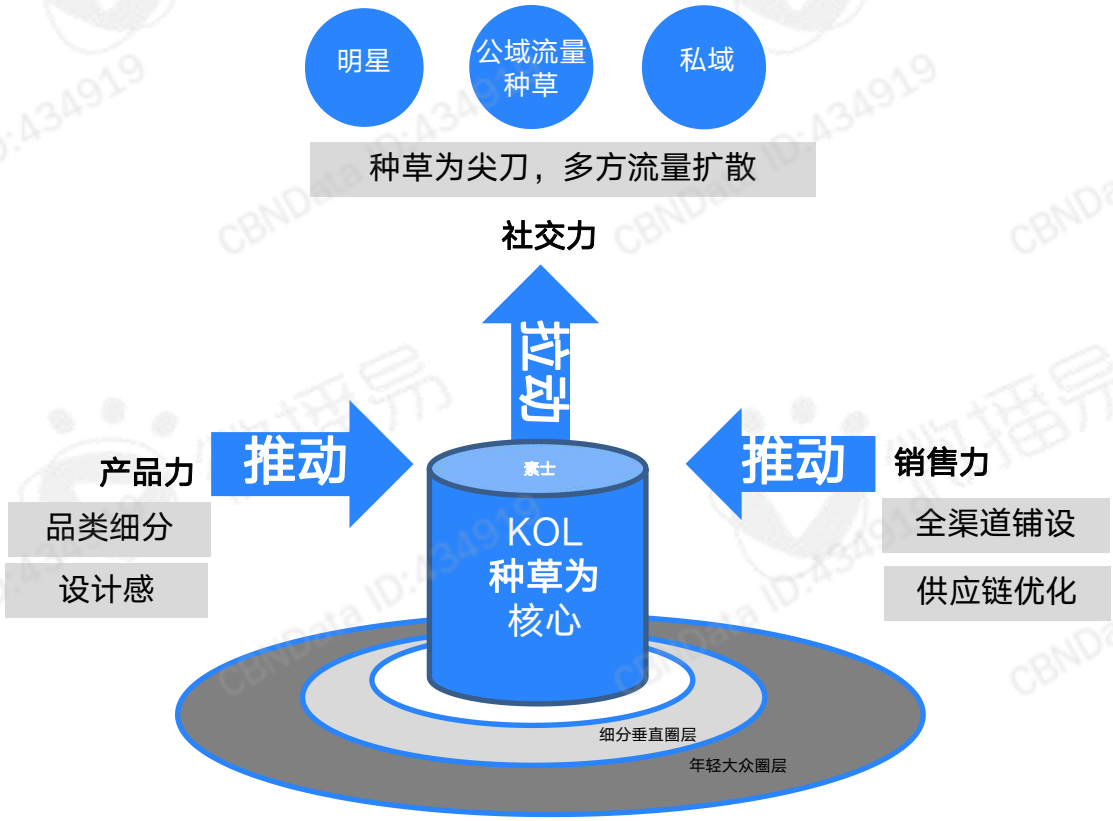 明星
公域流量
种草
私域
种草为尖刀，多方流量扩散
社交力
拉动
产品力
推动
推动
销售力
品类细分
设计感
全渠道铺设
供应链优化
素士
KOL
种草为
核心
细分垂直圈层
年轻大众圈层
微播易
CBNData ID:434919